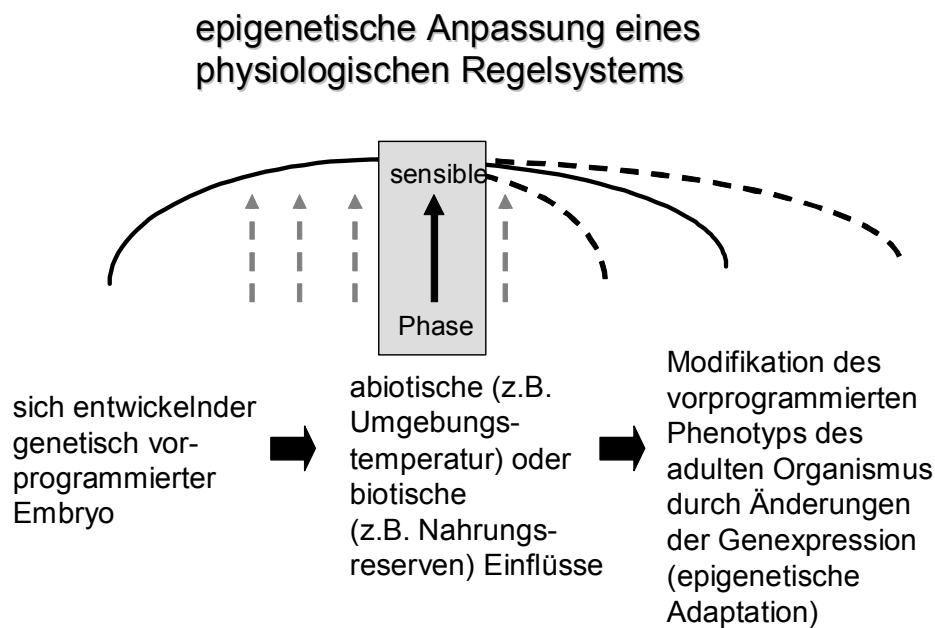 epigenetische Anpassung eines
physiologischen Regelsystems
sensible
Phase
sich entwickelnder
genetisch vor-
programmierter
Embryo
abiotische (z.B.
Umgebungs-
temperatur) oder
biotische
(z.B. Nahrungs-
reserven) Einflüsse
Modifikation des
vorprogrammierten
Phenotyps des
adulten Organismus
durch Änderungen
der Genexpression
(epigenetische
Adaptation)